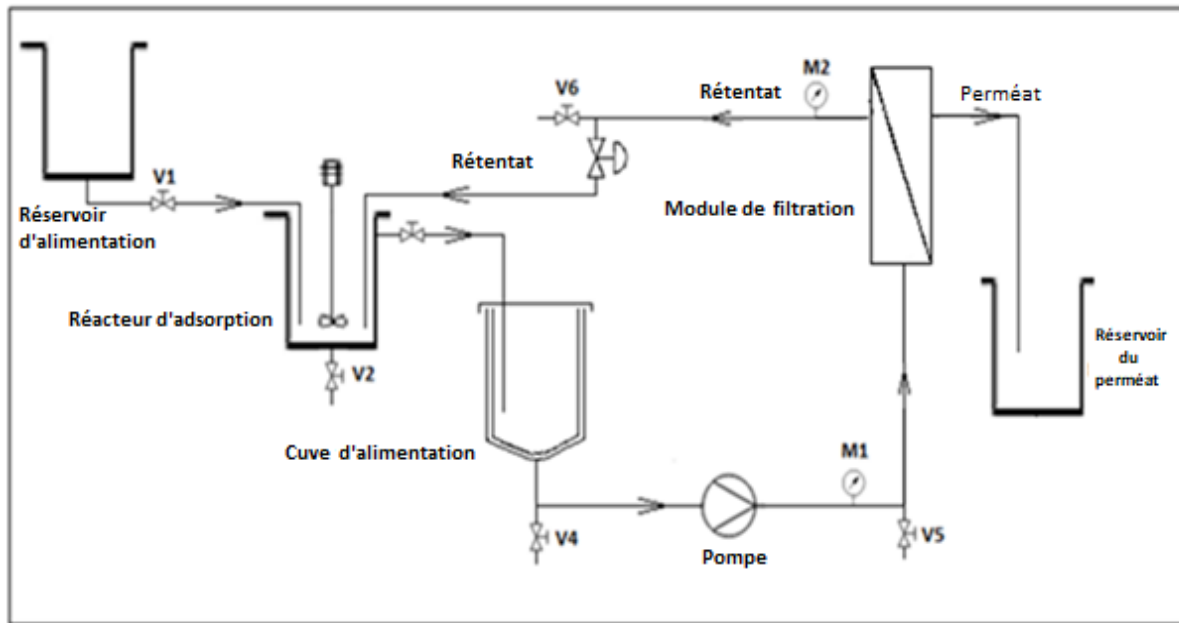 M2
V6
Rétentat
Perméat
V1
Rétentat
Réservoir
d'alimentation
Module de filtration
Réacteur d'adsorption
V2
Réservoir
du
perméat
Cuve d'alimentation
M1
V4
V5
Pompe